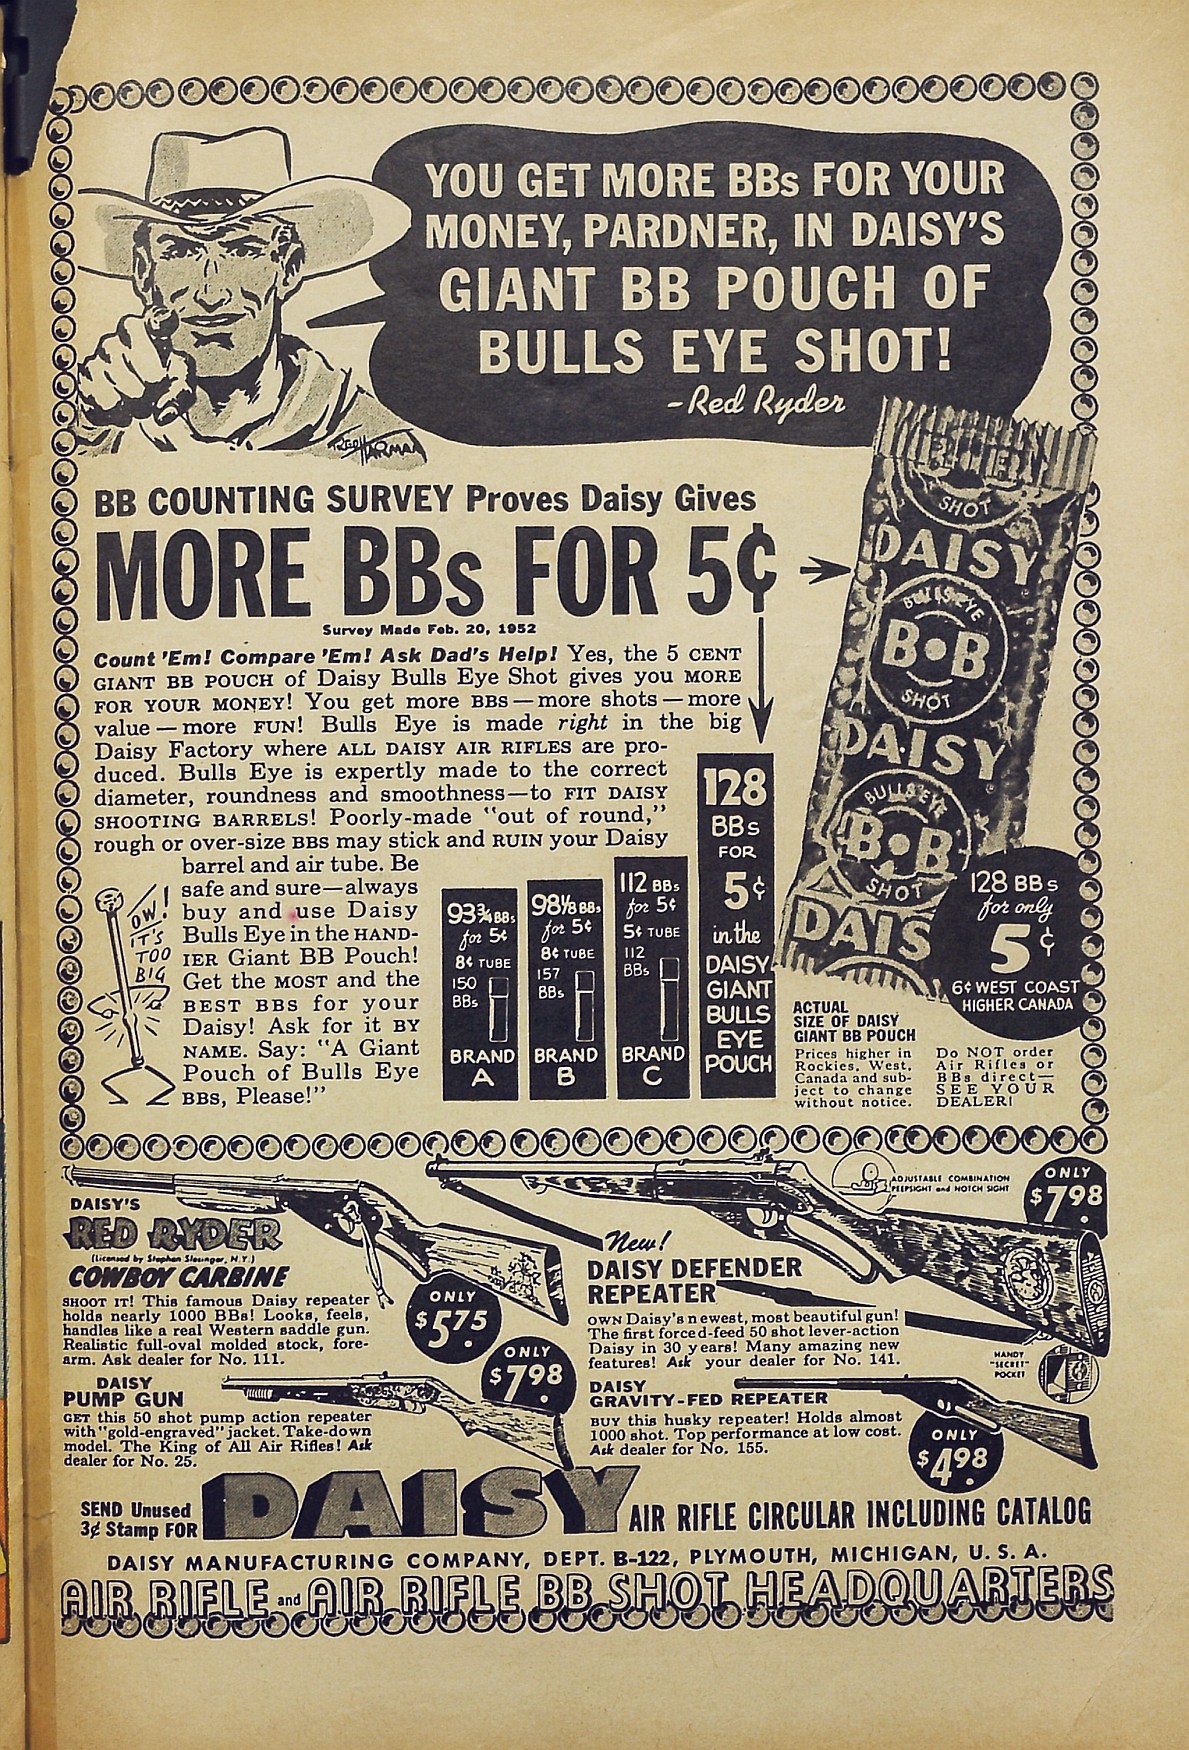 YOU GET MORE BBs FOR YOUR
MONEY, PARDNER, IN DAISY'S
GIANT BB POUCH OF
BULLS EYE SHOT!
- Red Ryder
FRED HARMAN
BB COUNTING SURVEY Proves Daisy Gives
MORE BBs FOR 5¢
Survey Made Feb. 20, 1952
Count 'Em! Compare 'Em! Ask Dad's Help! Yes, the 5 CENT
GIANT BB POUCH of Daisy Bulls Eye Shot gives you MORE
FOR YOUR MONEY! You get more BBS — more shots — more
value — more FUN! Bulls Eye is made right in the big
Daisy Factory where ALL DAISY AIR RIFLES are pro-
duced. Bulls Eye is expertly made to the correct
diameter, roundness and smoothness—to FIT DAISY
SHOOTING BARRELS! Poorly-made "out of round,"
rough or over-size BBS may stick and RUIN your Daisy
barrel and air tube. Be
safe and sure—always
buy and use Daisy
Bulls Eye in the HAND-
IER Giant BB Pouch!
Get the MOST and the
BEST BBS for your
Daisy! Ask for it BY
NAME. Say: "A Giant
Pouch of Bulls Eye
BBS, Please!"
OW!
IT'S
TOO
BIG
93¾ BBs
for 5¢
8¢ TUBE
150
BBs
BRAND
A
98⅛ BBs
for 5¢
8¢ TUBE
157
BBs
BRAND
B
112 BBs
for 5¢
5¢ TUBE
112
BBs
BRAND
C
128
BBs
FOR
5¢
in the
DAISY
GIANT
BULLS
EYE
POUCH
SHOT
DAISY
BULLSEYE
B•B
SHOT
DAISY
BULLSEYE
B•B
SHOT
DAIS
128 BBs
for only
5¢
6¢ WEST COAST
HIGHER CANADA
ACTUAL
SIZE OF DAISY
GIANT BB POUCH
Prices higher in
Rockies, West,
Canada and sub-
ject to change
without notice.
Do NOT order
Air Rifles or
BBs direct—
SEE YOUR
DEALER!
DAISY'S
RED RYDER
(Licensed by Stephen Slesinger, N.Y.)
COWBOY CARBINE
SHOOT IT! This famous Daisy repeater
holds nearly 1000 BBs! Looks, feels,
handles like a real Western saddle gun.
Realistic full-oval molded stock, fore-
arm. Ask dealer for No. 111.
ONLY
$5.75
ADJUSTABLE COMBINATION
PEEPSIGHT and NOTCH SIGHT
ONLY
$7.98
New!
DAISY DEFENDER
REPEATER
OWN Daisy's newest, most beautiful gun!
The first forced-feed 50 shot lever-action
Daisy in 30 years! Many amazing new
features! Ask your dealer for No. 141.
HANDY
"SECRET"
POCKET
DAISY
PUMP GUN
GET this 50 shot pump action repeater
with "gold-engraved" jacket. Take-down
model. The King of All Air Rifles! Ask
dealer for No. 25.
ONLY
$7.98
DAISY
GRAVITY-FED REPEATER
BUY this husky repeater! Holds almost
1000 shot. Top performance at low cost.
Ask dealer for No. 155.
ONLY
$4.98
SEND Unused
3¢ Stamp FOR
DAISY AIR RIFLE CIRCULAR INCLUDING CATALOG
DAISY MANUFACTURING COMPANY, DEPT. B-122, PLYMOUTH, MICHIGAN, U. S. A.
AIR RIFLE and AIR RIFLE BB SHOT HEADQUARTERS